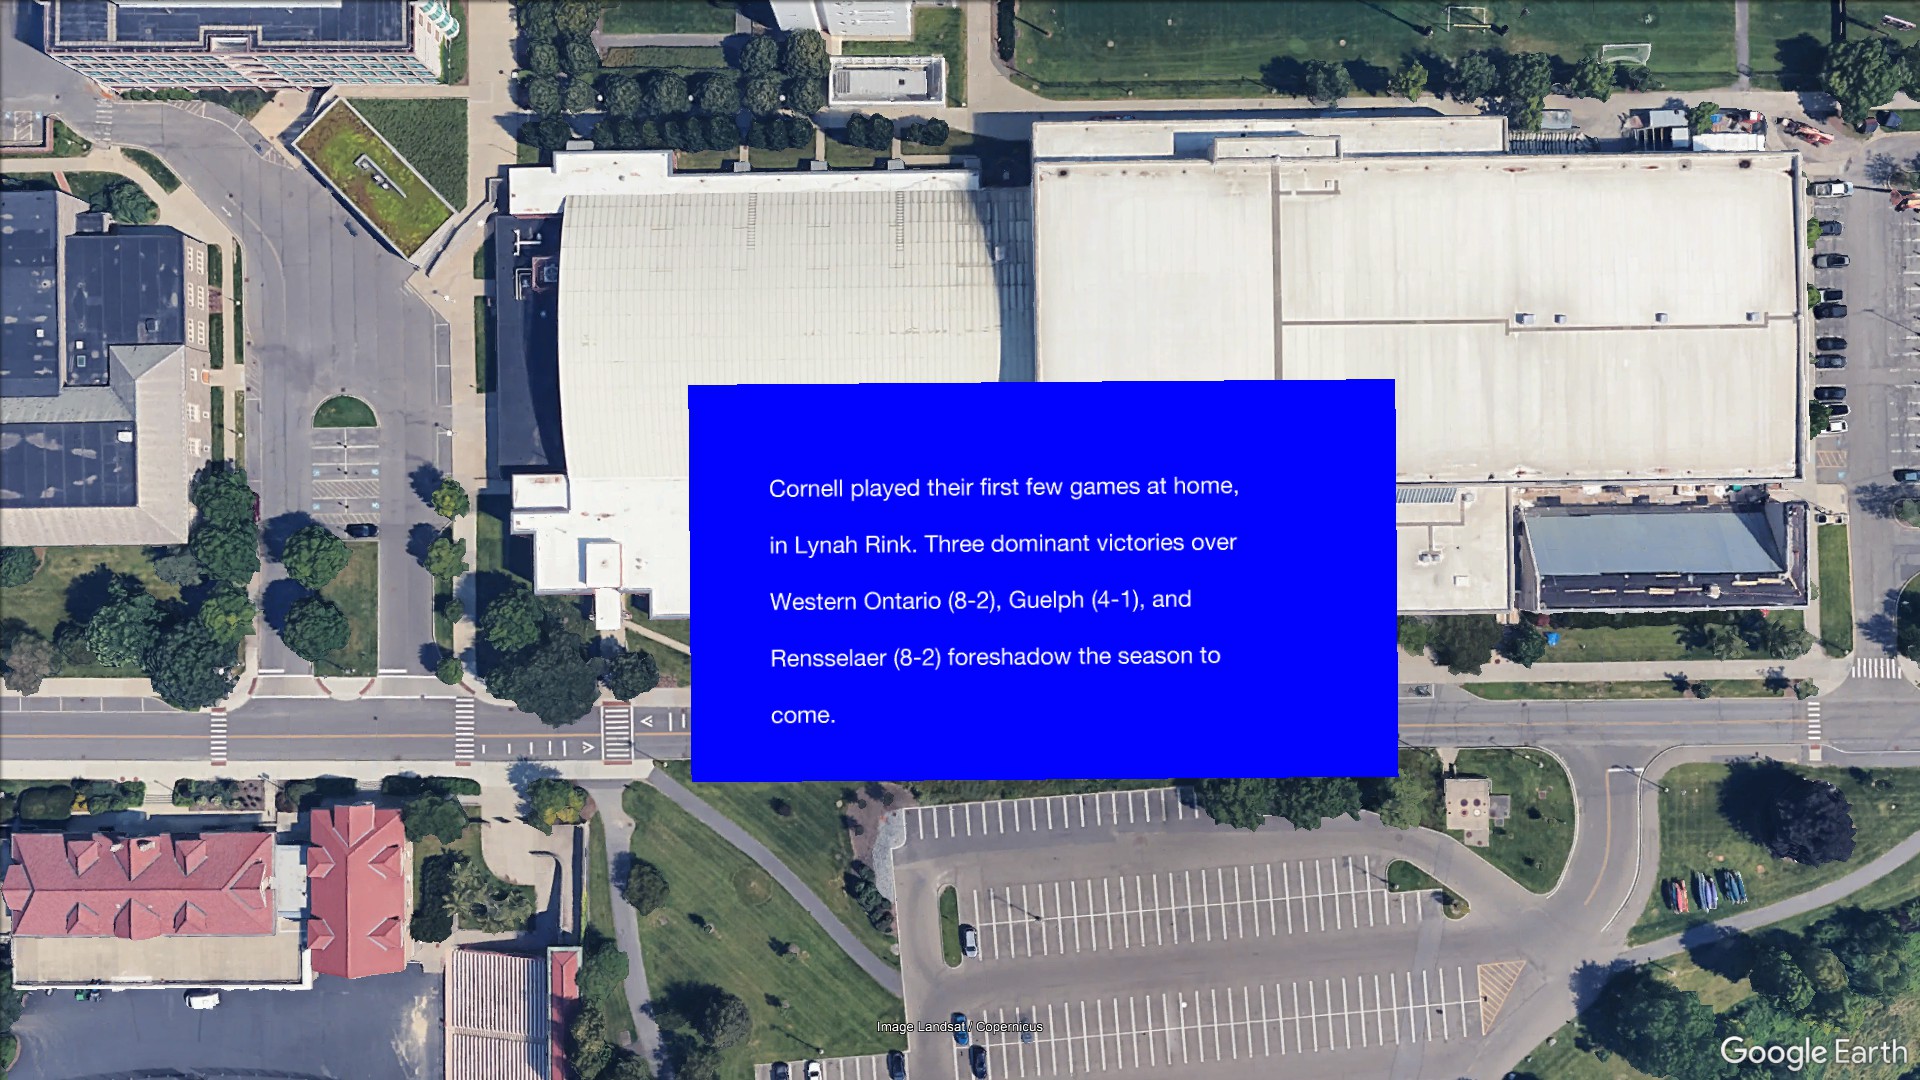 Cornell played their first few games at home,
in Lynah Rink. Three dominant victories over
Western Ontario (8-2), Guelph (4-1), and
Rensselaer (8-2) foreshadow the season to
come.
Image Landsat / Copernicus
Google Earth